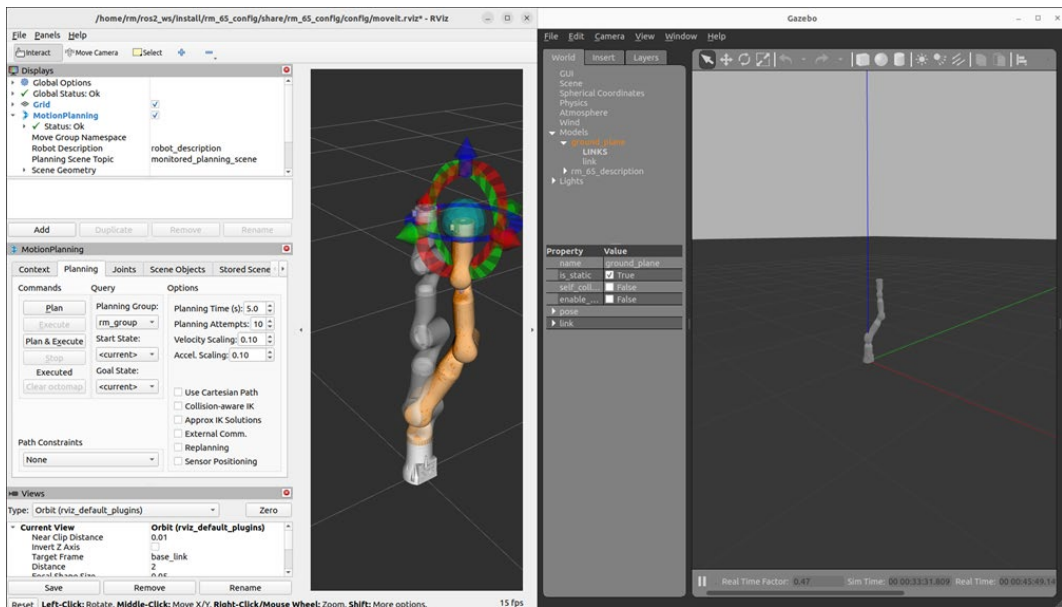 /home/rm/ros2_ws/install/rm_65_config/share/rm_65_config/config/moveit.rviz* - RViz
File Panels Help
Interact Move Camera Select
Displays
Global Options
Global Status: Ok
Grid
MotionPlanning
Status: Ok
Move Group Namespace
Robot Description robot_description
Planning Scene Topic monitored_planning_scene
Scene Geometry
Add Duplicate Remove Rename
MotionPlanning
Context Planning Joints Scene Objects Stored Scene
Commands Query Options
Plan Planning Group: Planning Time (s): 5.0
Execute rm_group Planning Attempts: 10
Plan & Execute Start State: Velocity Scaling: 0.10
Stop <current> Accel. Scaling: 0.10
Executed Goal State:
Clear octomap <current> Use Cartesian Path
Collision-aware IK
Approx IK Solutions
External Comm.
Replanning
Path Constraints
None Sensor Positioning
Views
Type: Orbit (rviz_default_plugins) Zero
Current View Orbit (rviz_default_plugins)
Near Clip Distance 0.01
Invert Z Axis
Target Frame base_link
Distance 2
Focal Shape Size 0.05
Save Remove Rename
Reset Left-Click: Rotate. Middle-Click: Move X/Y. Right-Click/Mouse Wheel: Zoom. Shift: More options. 15 fps
Gazebo
File Edit Camera View Window Help
World Insert Layers
GUI
Scene
Spherical Coordinates
Physics
Atmosphere
Wind
Models
ground_plane
LINKS
link
rm_65_description
Lights
Property Value
name ground_plane
is_static True
self_coll... False
enable_... False
pose
link
Real Time Factor: 0.47 Sim Time: 00 00:33:31.809 Real Time: 00 00:45:49.14